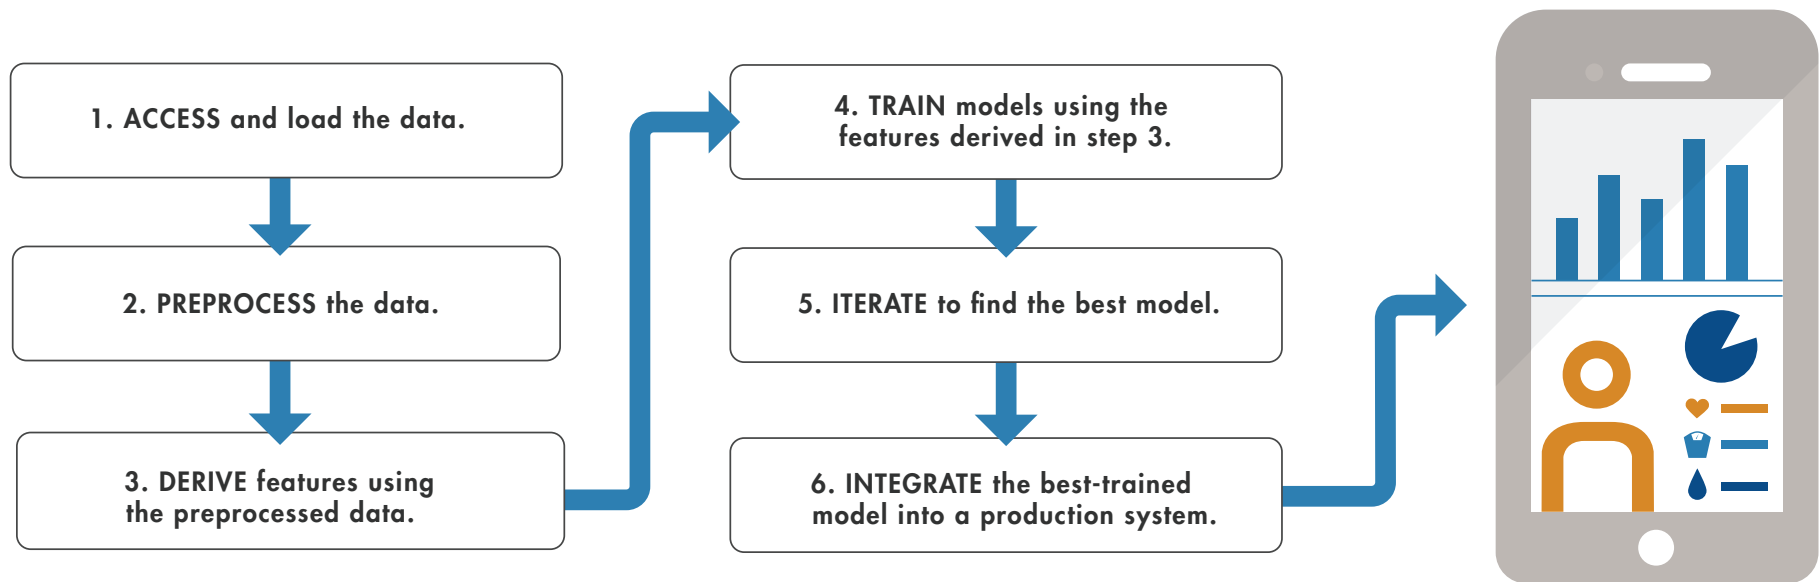 1. ACCESS and load the data.
2. PREPROCESS the data.
3. DERIVE features using
the preprocessed data.
4. TRAIN models using the
features derived in step 3.
5. ITERATE to find the best model.
6. INTEGRATE the best-trained
model into a production system.